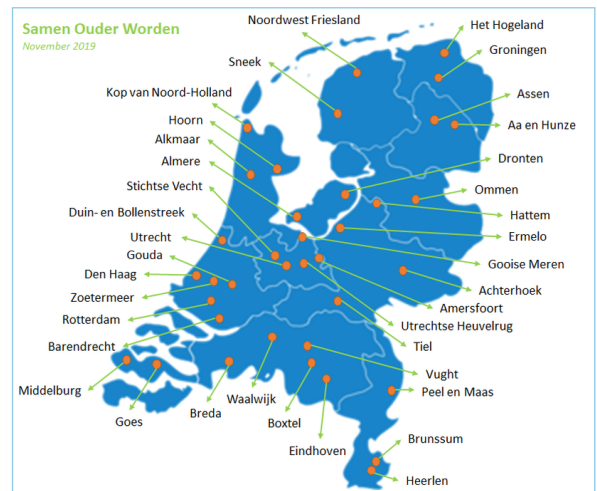 Samen Ouder Worden
November 2019
Noordwest Friesland
Het Hogeland
Groningen
Sneek
Assen
Kop van Noord-Holland
Aa en Hunze
Hoorn
Alkmaar
Dronten
Almere
Ommen
Stichtse Vecht
Hattem
Duin- en Bollenstreek
Ermelo
Utrecht
Gouda
Gooise Meren
Den Haag
Achterhoek
Zoetermeer
Amersfoort
Rotterdam
Utrechtse Heuvelrug
Barendrecht
Tiel
Middelburg
Vught
Goes
Breda
Waalwijk
Peel en Maas
Boxtel
Eindhoven
Brunssum
Heerlen